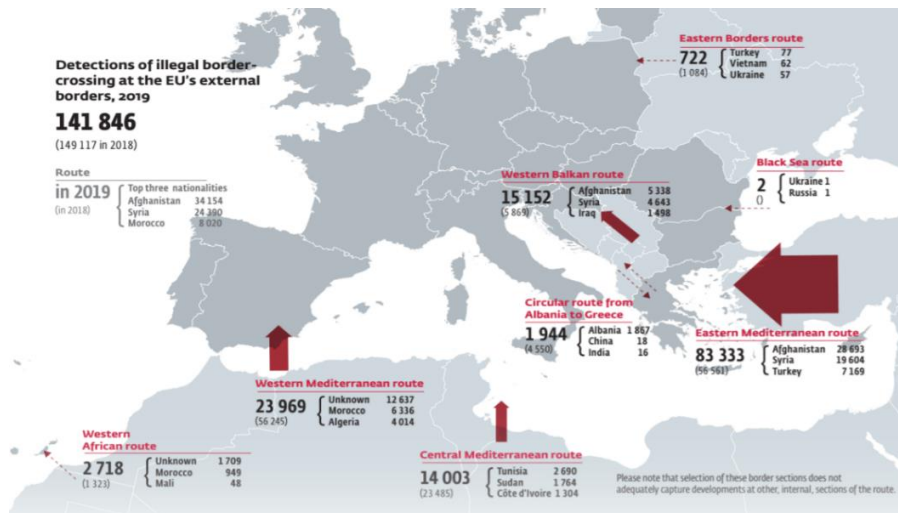 Detections of illegal border-
crossing at the EU's external
borders, 2019
141 846
(149 117 in 2018)
Route
in 2019
(in 2018)
Top three nationalities
Afghanistan 34 154
Syria 24 390
Morocco 8 020
Eastern Borders route
722
(1 084)
Turkey 77
Vietnam 62
Ukraine 57
Black Sea route
2
0
Ukraine 1
Russia 1
Western Balkan route
15 152
(5 869)
Afghanistan 5 338
Syria 4 643
Iraq 1 498
Circular route from
Albania to Greece
1 944
(4 550)
Albania 1 867
China 18
India 16
Eastern Mediterranean route
83 333
(56 561)
Afghanistan 28 693
Syria 19 604
Turkey 7 169
Western Mediterranean route
23 969
(56 245)
Unknown 12 637
Morocco 6 336
Algeria 4 014
Western
African route
2 718
(1 323)
Unknown 1 709
Morocco 949
Mali 48
Central Mediterranean route
14 003
(23 485)
Tunisia 2 690
Sudan 1 764
Côte d'Ivoire 1 304
Please note that selection of these border sections does not
adequately capture developments at other, internal, sections of the route.